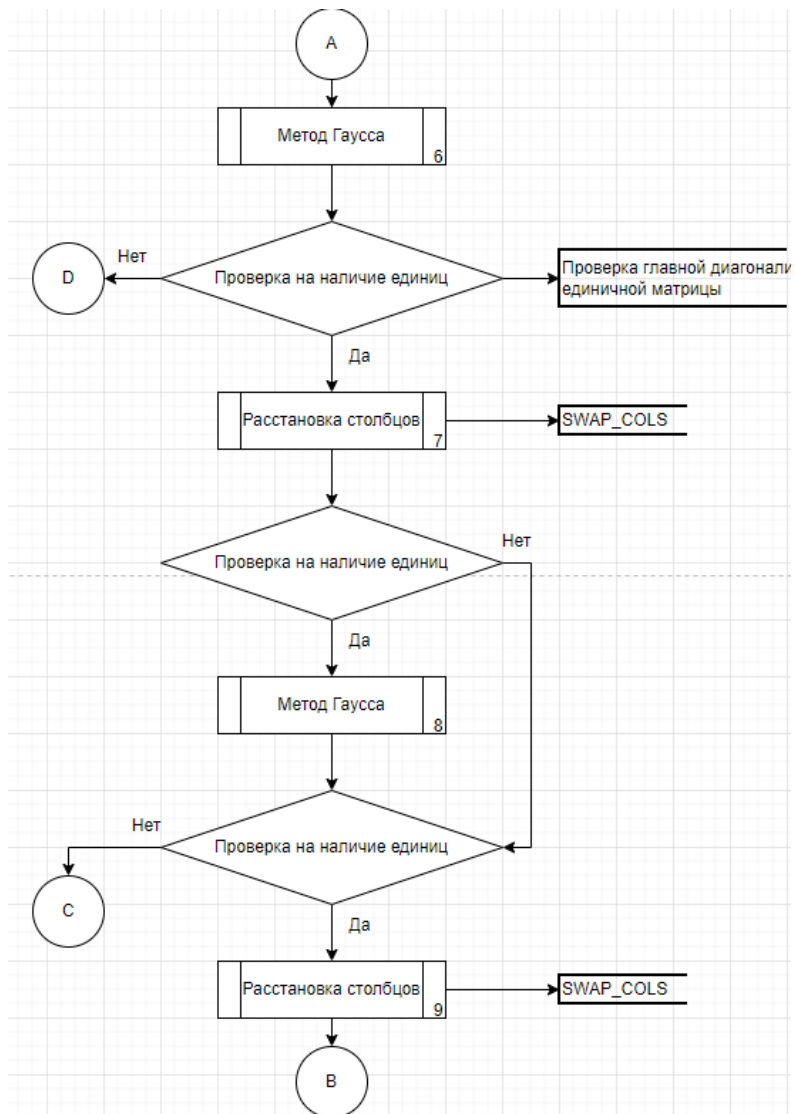 A
Метод Гаусса
6
Нет
D
Проверка на наличие единиц
Проверка главной диагонали
единичной матрицы
Да
Расстановка столбцов
7
SWAP_COLS
Проверка на наличие единиц
Нет
Да
Метод Гаусса
8
Нет
Проверка на наличие единиц
C
Да
Расстановка столбцов
9
SWAP_COLS
B